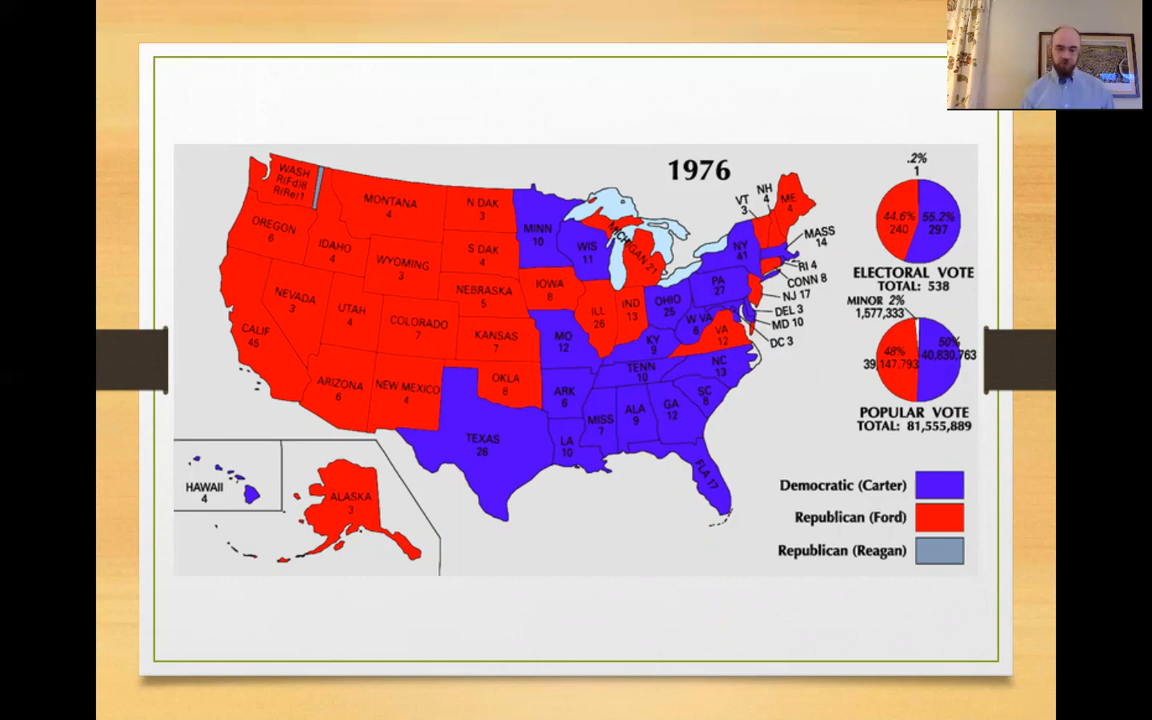 1976
WASH
R(Fd)8
R(Re)1
MONTANA
4
N DAK
3
MINN
10
OREGON
6
IDAHO
4
WYOMING
3
S DAK
4
WIS
11
MICHIGAN 21
NEVADA
3
UTAH
4
COLORADO
7
NEBRASKA
5
IOWA
8
ILL
26
IND
13
OHIO
25
PA
27
NY
41
VT
3
NH
4
ME
4
MASS
14
RI 4
CONN 8
NJ 17
DEL 3
MD 10
DC 3
CALIF
45
KANSAS
7
MO
12
KY
9
W VA
6
VA
12
ARIZONA
6
NEW MEXICO
4
OKLA
8
ARK
6
TENN
10
NC
13
SC
8
TEXAS
26
LA
10
MISS
7
ALA
9
GA
12
FLA 17
HAWAII
4
ALASKA
3
.2%
1
44.6%
240
55.2%
297
ELECTORAL VOTE
TOTAL: 538
MINOR 2%
1,577,333
48%
39,147,793
50%
40,830,763
POPULAR VOTE
TOTAL: 81,555,889
Democratic (Carter)
Republican (Ford)
Republican (Reagan)